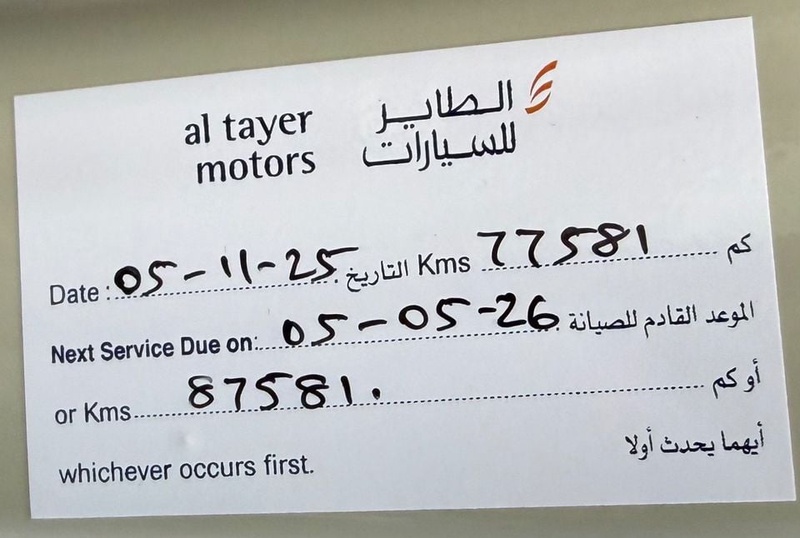 al tayer motors
الطاير للسيارات
Date : 05-11-25 التاريخ Kms 77581 كم
Next Service Due on: 05-05-26 الموعد القادم للصيانة
or Kms 87581. أو كم
whichever occurs first. أيهما يحدث أولا